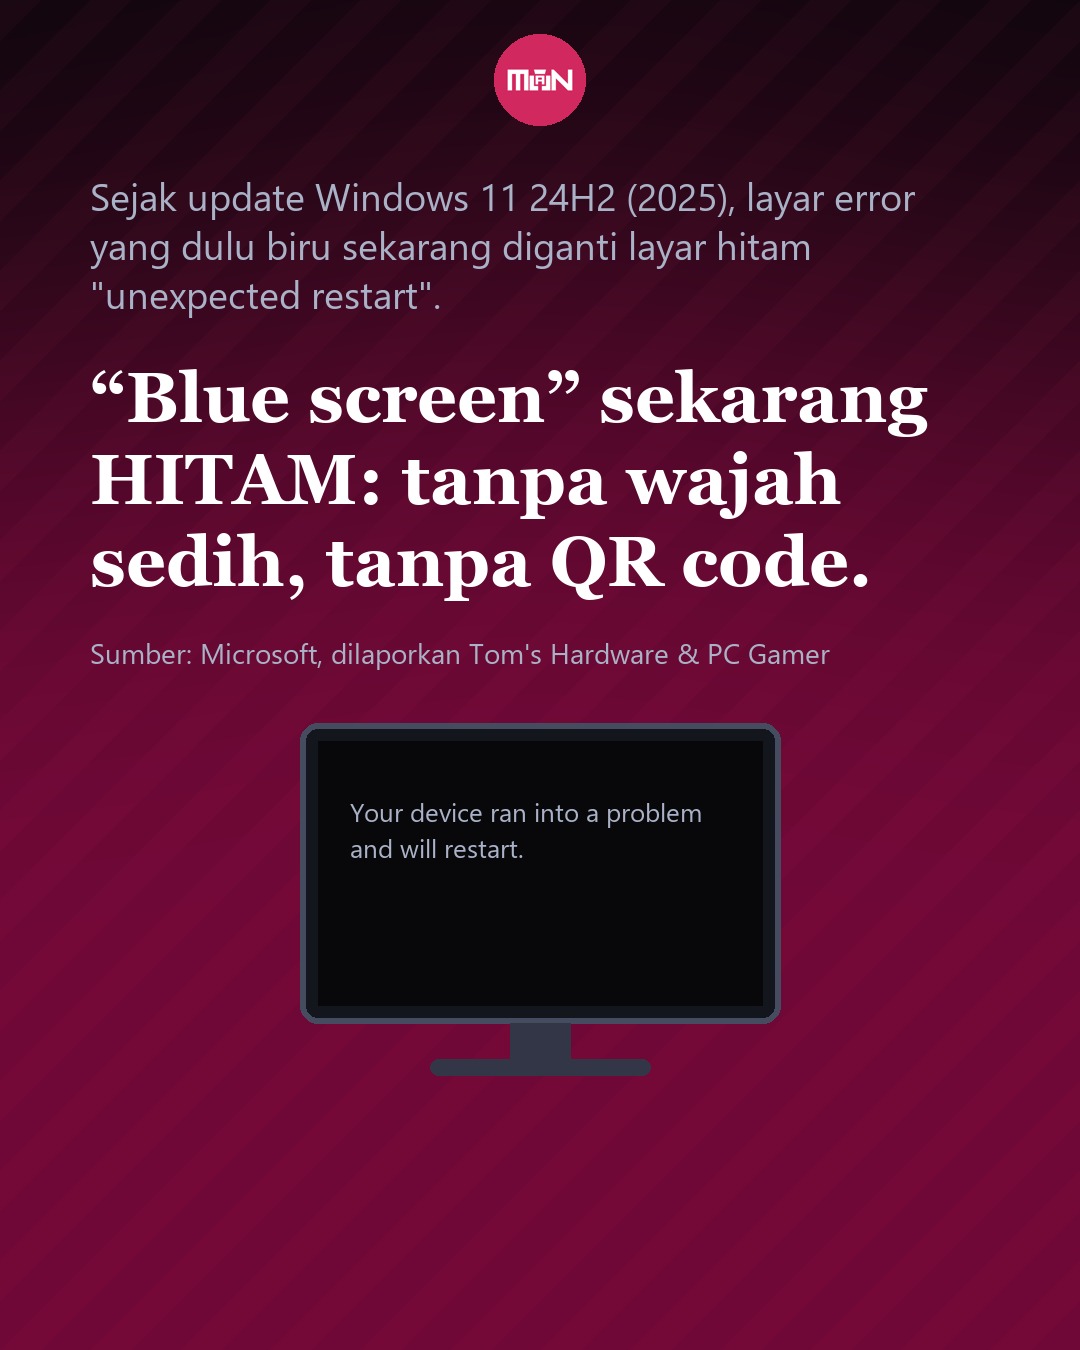 MAIN
Sejak update Windows 11 24H2 (2025), layar error
yang dulu biru sekarang diganti layar hitam
"unexpected restart".
“Blue screen” sekarang
HITAM: tanpa wajah
sedih, tanpa QR code.
Sumber: Microsoft, dilaporkan Tom's Hardware & PC Gamer
Your device ran into a problem
and will restart.